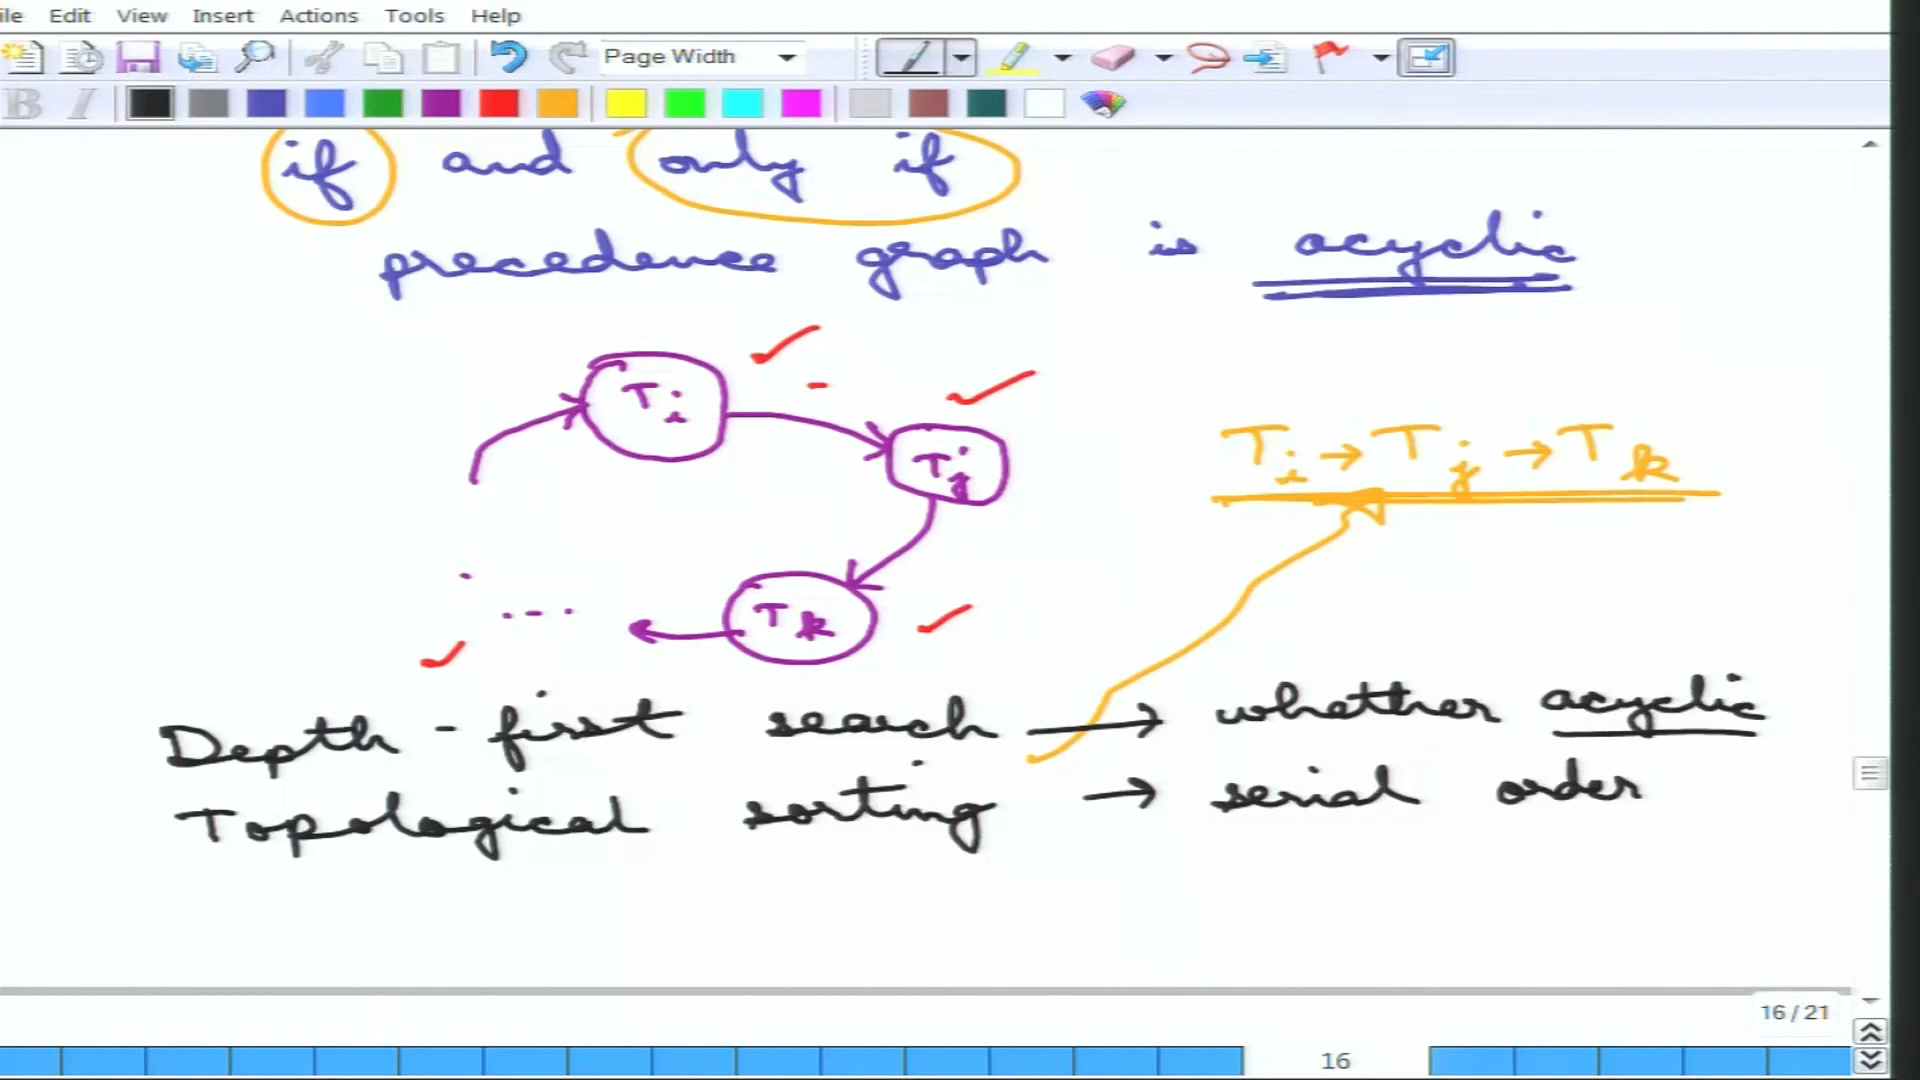 ile Edit View Insert Actions Tools Help
Page Width
B I
if and only if
precedence graph is acyclic
Ti
Tj
Ti → Tj → Tk
Tk
Depth - first search → whether acyclic
Topological sorting → serial order
16 / 21
16